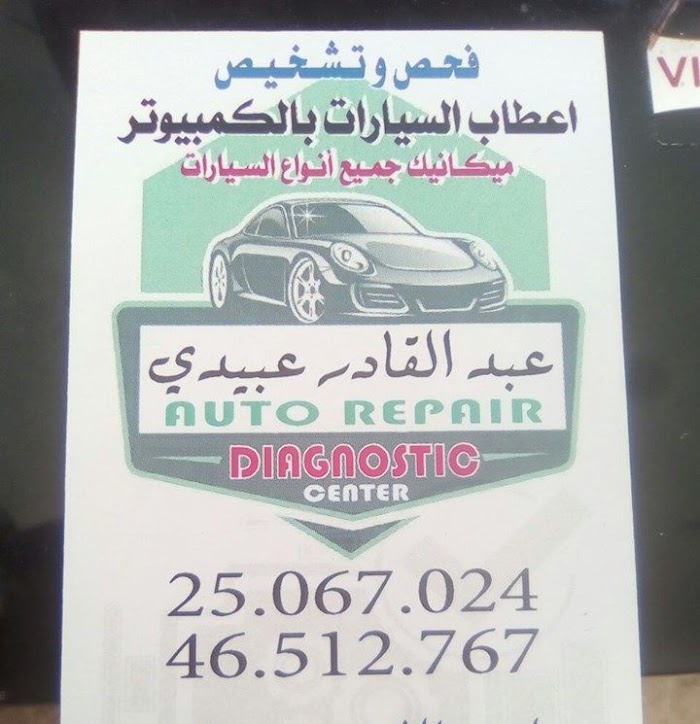 فحص وتشخيص
اعطاب السيارات بالكمبيوتر
ميكانيك جميع أنواع السيارات
عبد القادر عبيدي
AUTO REPAIR
DIAGNOSTIC
CENTER
25.067.024
46.512.767
VI